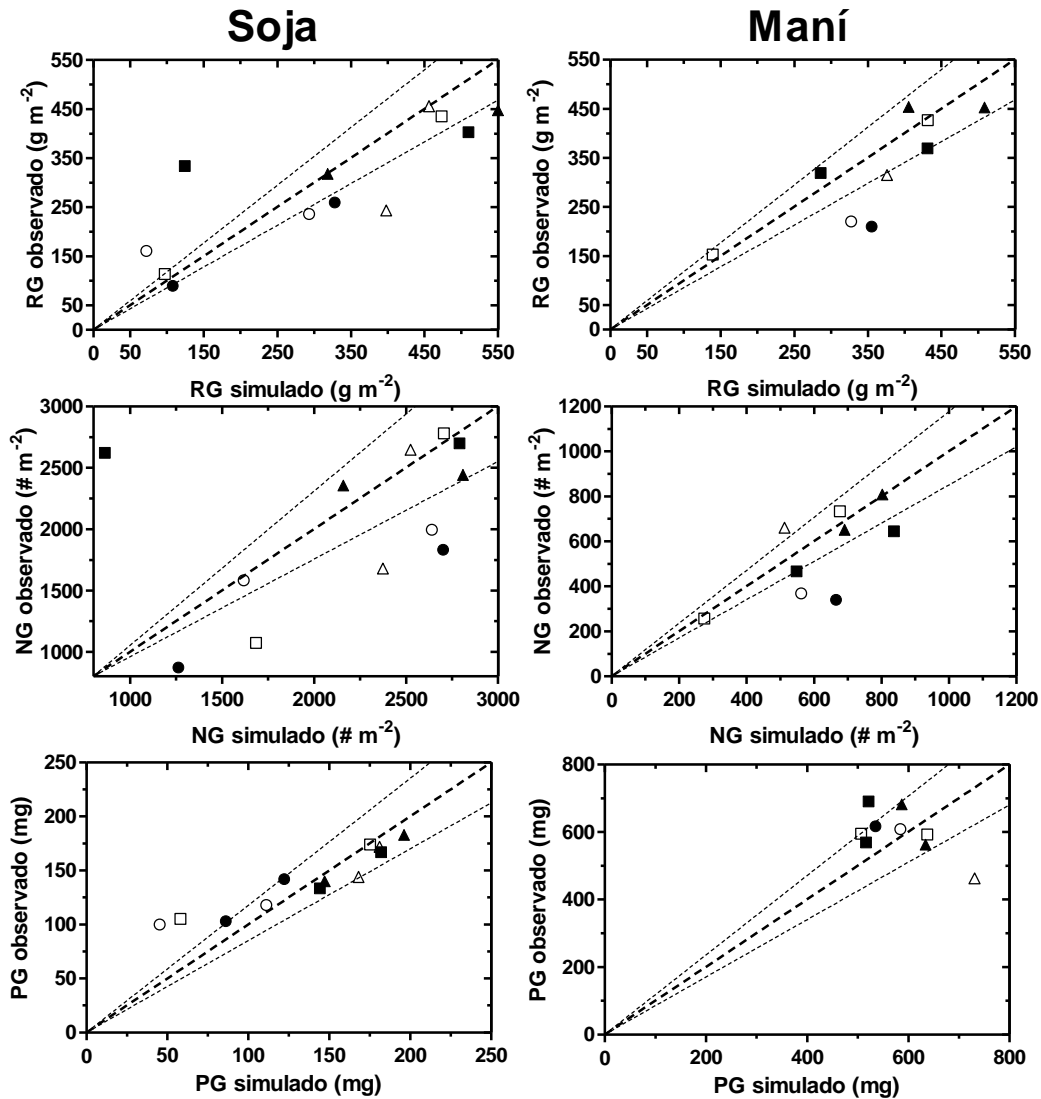 Soja
Maní
550
450
350
250
150
50
0
RG observado (g m-2)
0 50 150 250 350 450 550
RG simulado (g m-2)
550
450
350
250
150
50
0
RG observado (g m-2)
0 50 150 250 350 450 550
RG simulado (g m-2)
3000
2500
2000
1500
1000
NG observado (# m-2)
1000 1500 2000 2500 3000
NG simulado (# m-2)
1200
1000
800
600
400
200
0
NG observado (# m-2)
0 200 400 600 800 1000 1200
NG simulado (# m-2)
250
200
150
100
50
0
PG observado (mg)
0 50 100 150 200 250
PG simulado (mg)
800
600
400
200
0
PG observado (mg)
0 200 400 600 800
PG simulado (mg)